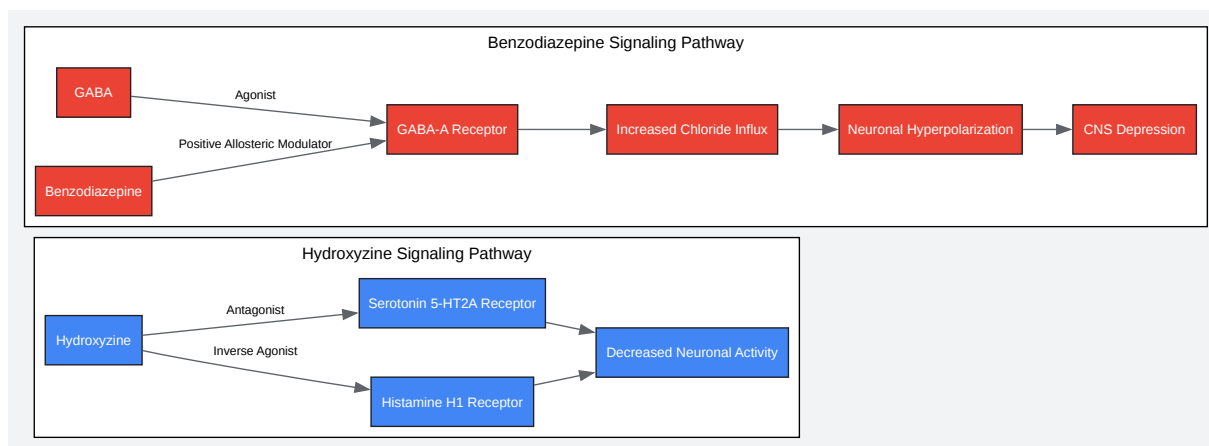 Benzodiazepine Signaling Pathway
GABA
Agonist
GABA-A Receptor
Increased Chloride Influx
Neuronal Hyperpolarization
CNS Depression
Positive Allosteric Modulator
Benzodiazepine
Hydroxyzine Signaling Pathway
Hydroxyzine
Antagonist
Serotonin 5-HT2A Receptor
Inverse Agonist
Histamine H1 Receptor
Decreased Neuronal Activity